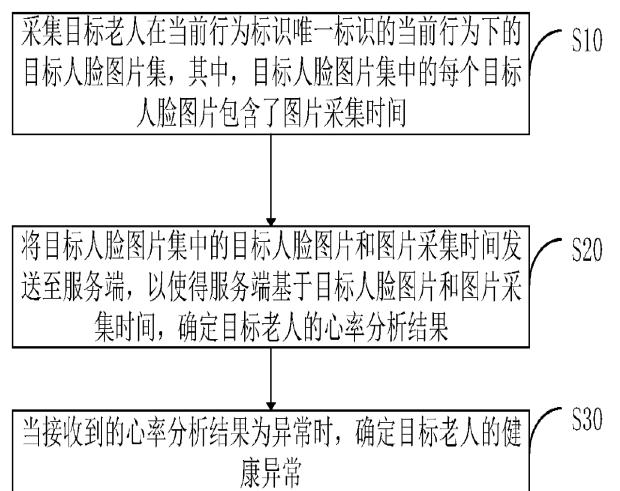 采集目标老人在当前行为标识唯一标识的当前行为下的
目标人脸图片集，其中，目标人脸图片集中的每个目标
人脸图片包含了图片采集时间
S10
将目标人脸图片集中的目标人脸图片和图片采集时间发
送至服务端，以使得服务端基于目标人脸图片和图片采
集时间，确定目标老人的心率分析结果
S20
当接收到的心率分析结果为异常时，确定目标老人的健
康异常
S30